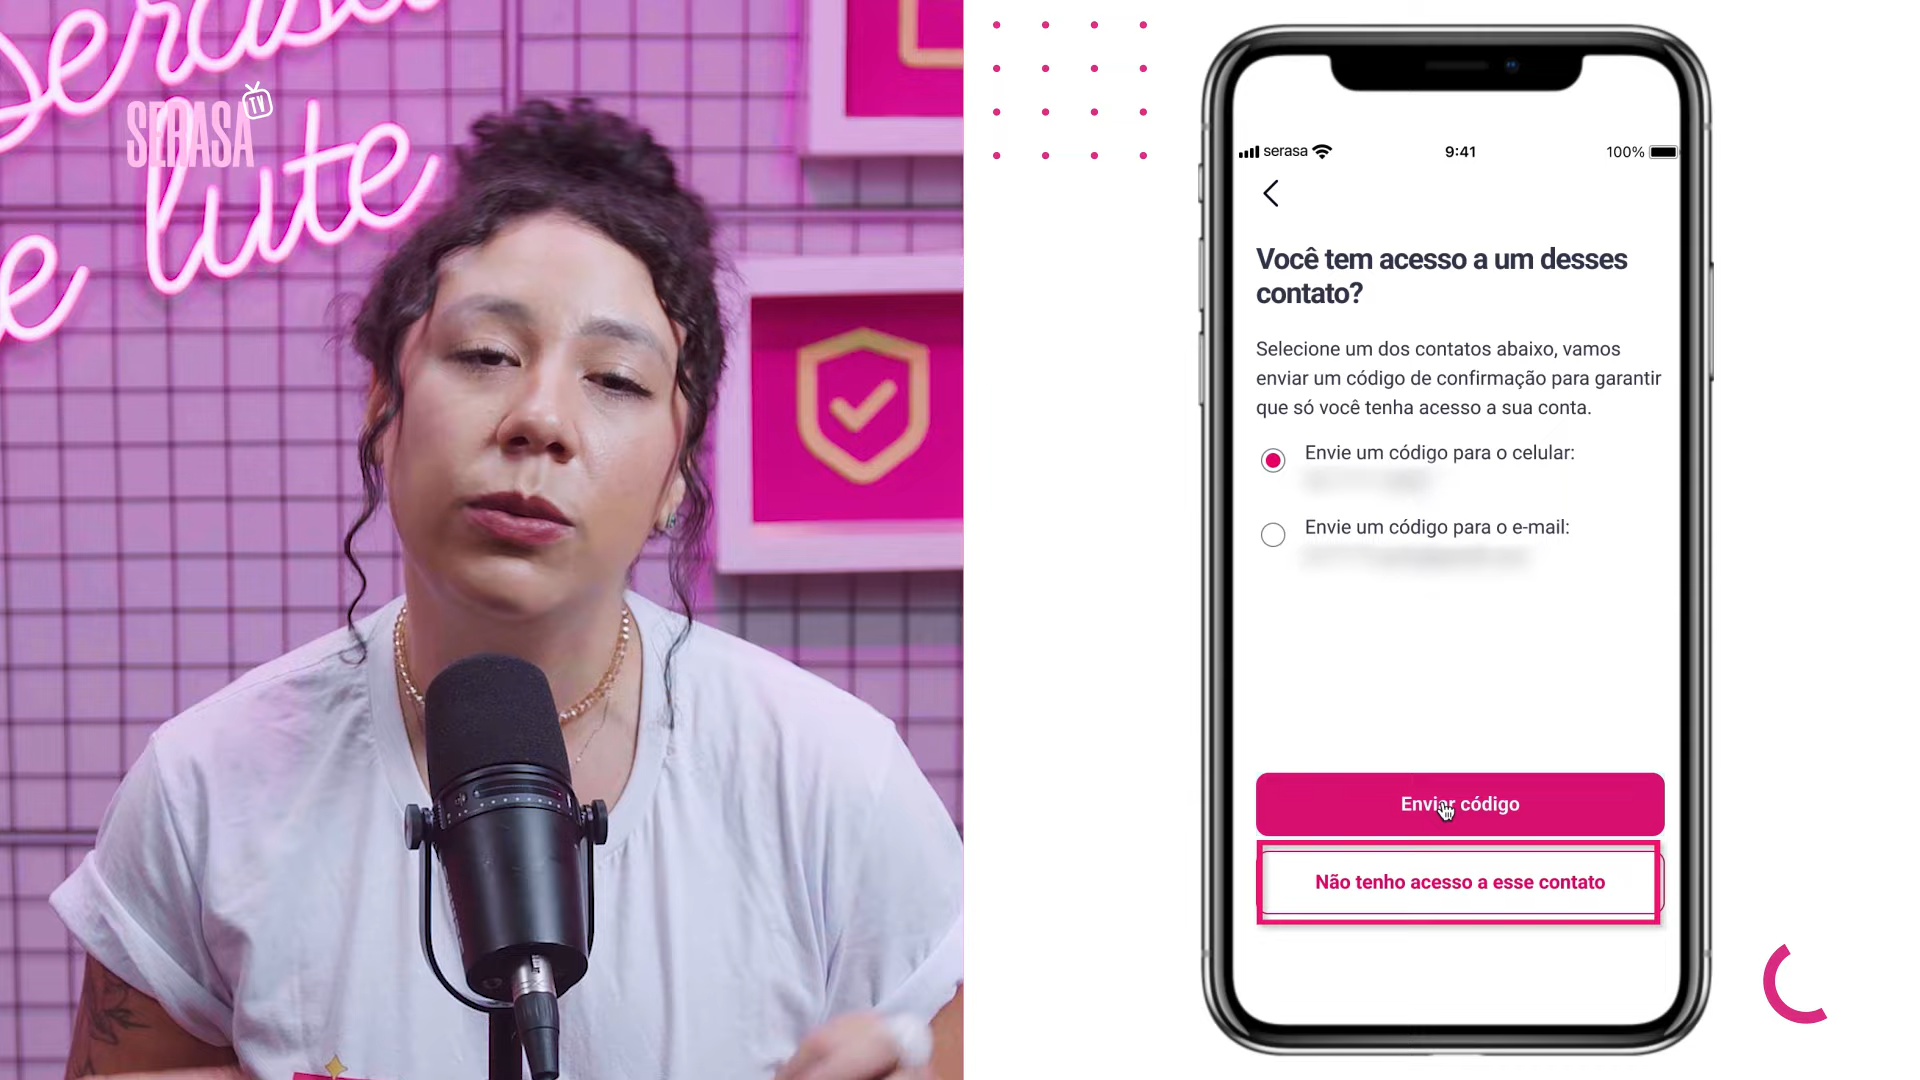 Serasa
e lute
SERASA
TV
serasa
9:41
100%
Você tem acesso a um desses
contato?
Selecione um dos contatos abaixo, vamos
enviar um código de confirmação para garantir
que só você tenha acesso a sua conta.
Envie um código para o celular:
Envie um código para o e-mail:
Enviar código
Não tenho acesso a esse contato